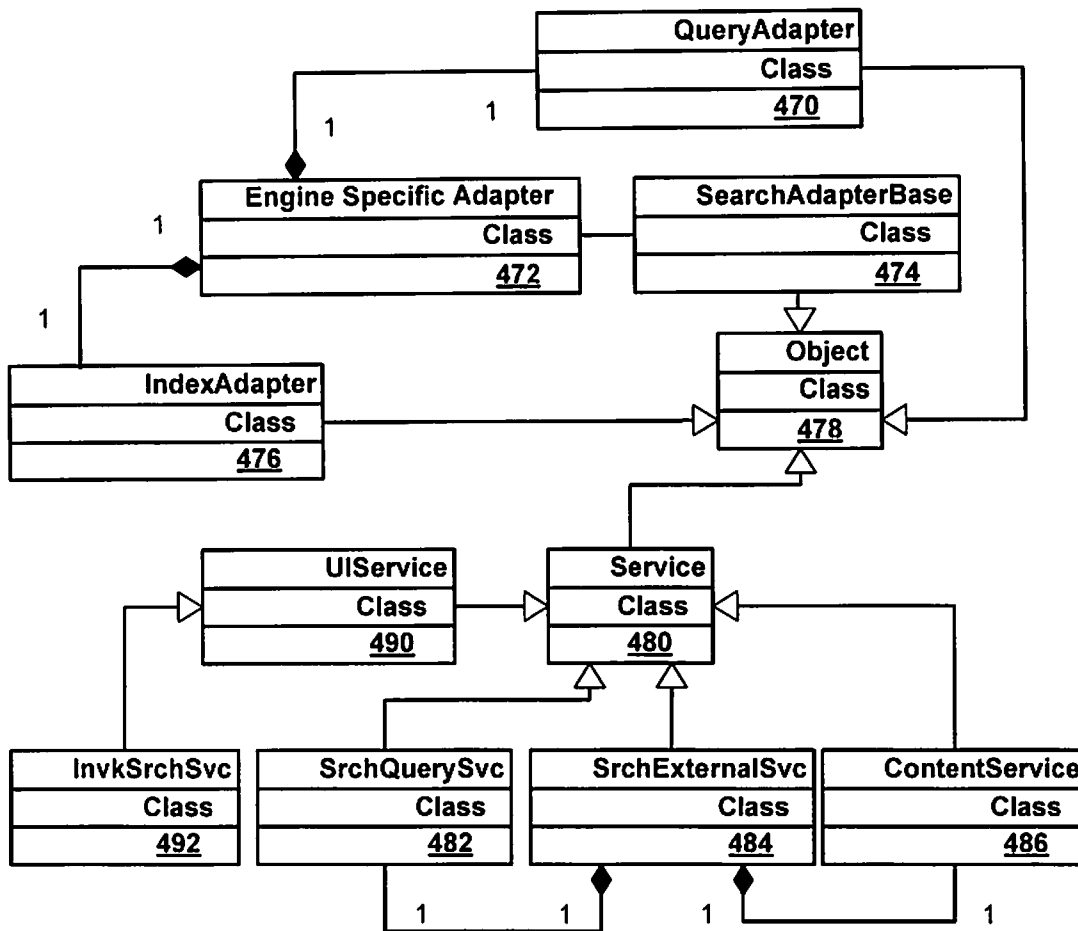 QueryAdapter
Class
470
1
1
Engine Specific Adapter
Class
472
SearchAdapterBase
Class
474
1
1
IndexAdapter
Class
476
Object
Class
478
UIService
Class
490
Service
Class
480
InvkSrchSvc
Class
492
SrchQuerySvc
Class
482
SrchExternalSvc
Class
484
ContentService
Class
486
1
1
1
1